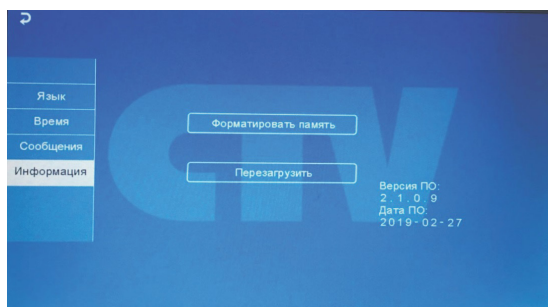 Язык
Время
Сообщения
Информация
Форматировать память
Перезагрузить
Версия ПО:
2.1.0.9
Дата ПО:
2019-02-27
CTV